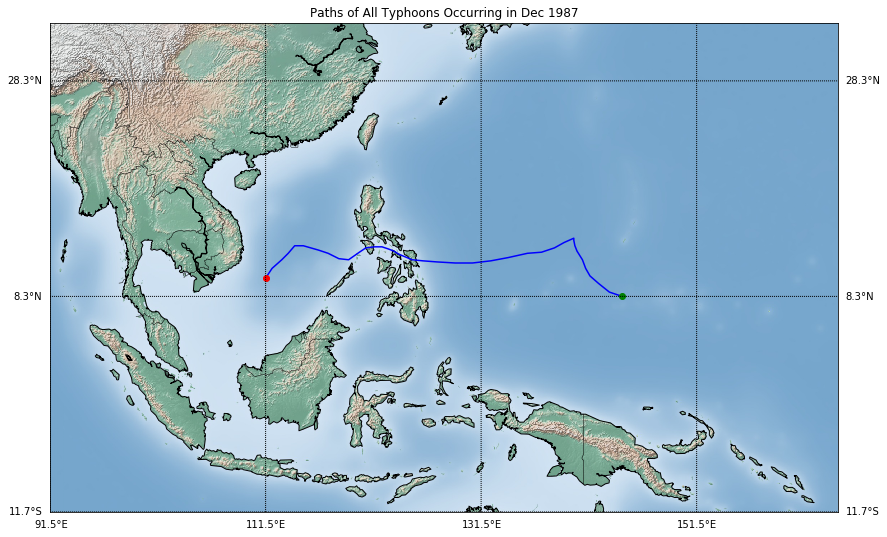 Paths of All Typhoons Occurring in Dec 1987
28.3°N 28.3°N
8.3°N 8.3°N
11.7°S 11.7°S
91.5°E 111.5°E 131.5°E 151.5°E